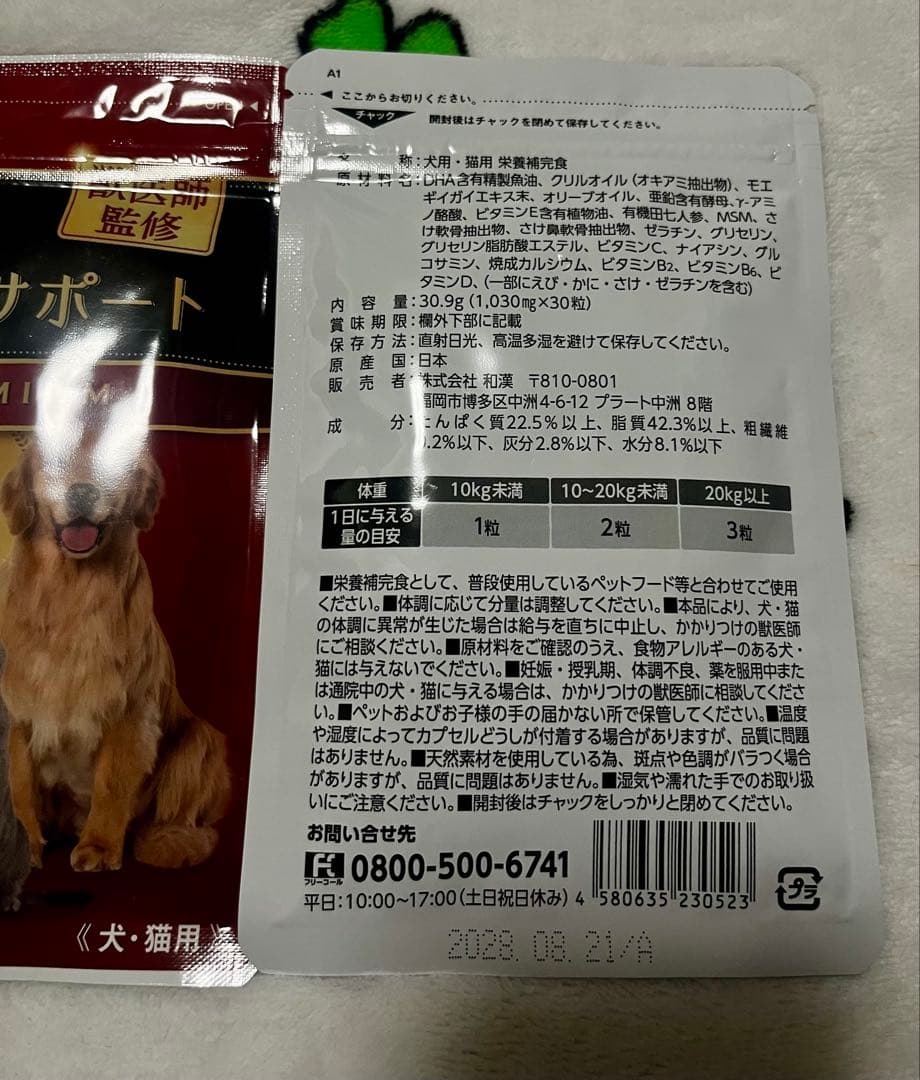 OPE
獣医師
監修
サポート
MIUM
《犬・猫用》
A1
ここからお切りください。
チャック
開封後はチャックを閉めて保存してください。
称:犬用・猫用 栄養補完食
原材料名:DHA含有精製魚油、クリルオイル(オキアミ抽出物)、モエ
ギイガイエキス末、オリーブオイル、亜鉛含有酵母、γ-アミ
ノ酪酸、ビタミンE含有植物油、有機田七人参、MSM、さ
け軟骨抽出物、さけ鼻軟骨抽出物、ゼラチン、グリセリン、
グリセリン脂肪酸エステル、ビタミンC、ナイアシン、グル
コサミン、焼成カルシウム、ビタミンB2、ビタミンB6、ビ
タミンD、(一部にえび・かに・さけ・ゼラチンを含む)
内容量:30.9g(1,030mg×30粒)
賞味期限:欄外下部に記載
保存方法:直射日光、高温多湿を避けて保存してください。
原産国:日本
販売者:株式会社 和漢 〒810-0801
福岡市博多区中洲4-6-12 プラート中洲 8階
成分:たんぱく質22.5%以上、脂質42.3%以上、粗繊維
.2%以下、灰分2.8%以下、水分8.1%以下
体重 10kg未満 10~20kg未満 20kg以上
1日に与える
量の目安 1粒 2粒 3粒
■栄養補完食として、普段使用しているペットフード等と合わせてご使用
ください。■体調に応じて分量は調整してください。■本品により、犬・猫
の体調に異常が生じた場合は給与を直ちに中止し、かかりつけの獣医師
にご相談ください。■原材料をご確認のうえ、食物アレルギーのある犬・
猫には与えないでください。■妊娠・授乳期、体調不良、薬を服用中また
は通院中の犬・猫に与える場合は、かかりつけの獣医師に相談してくださ
い。■ペットおよびお子様の手の届かない所で保管してください。■温度
や湿度によってカプセルどうしが付着する場合がありますが、品質に問題
はありません。■天然素材を使用している為、斑点や色調がバラつく場合
がありますが、品質に問題はありません。■湿気や濡れた手でのお取り扱
いにご注意ください。■開封後はチャックをしっかりと閉めてください。
お問い合せ先
フリーコール 0800-500-6741
平日:10:00~17:00(土日祝日休み)
4 580635 230523
プラ
2028.08.21/A